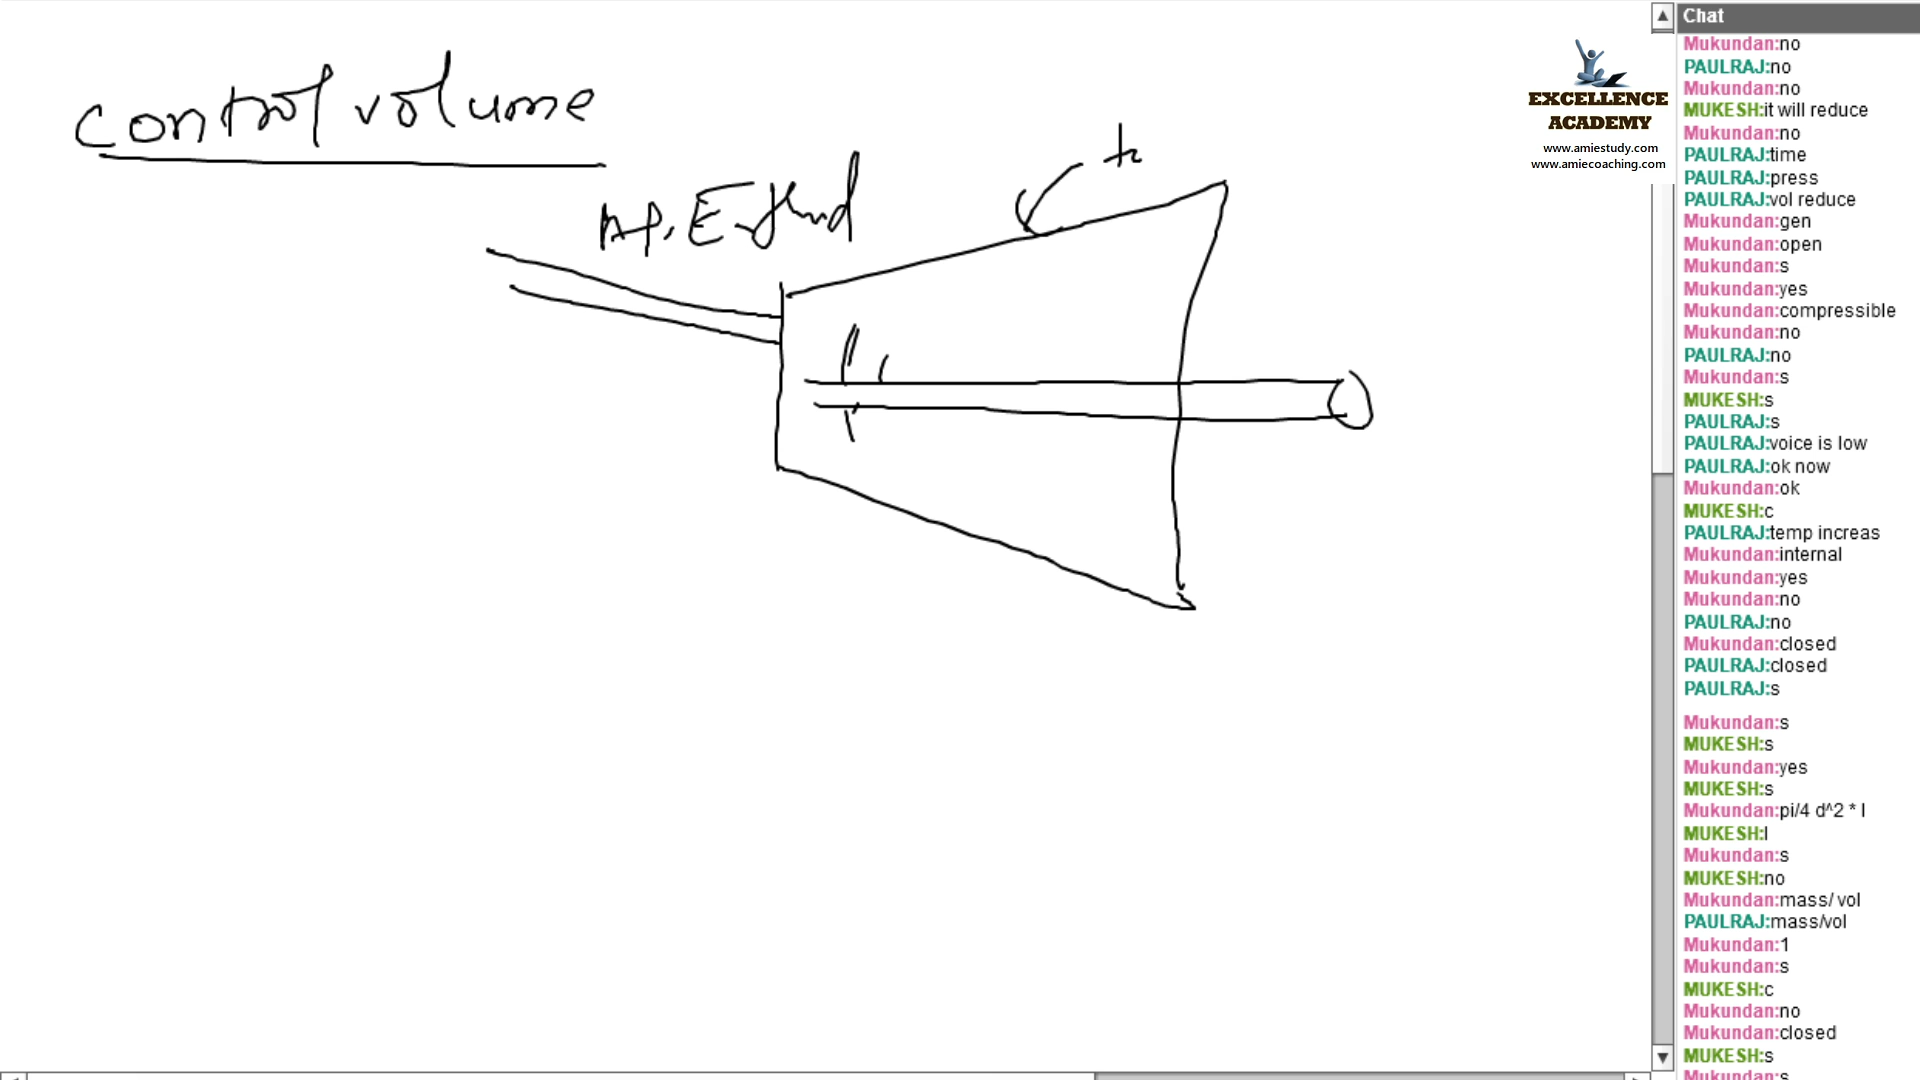 control volume
EXCELLENCE
ACADEMY
www.amiestudy.com
www.amiecoaching.com
Chat
Mukundan:no
PAULRAJ:no
Mukundan:no
MUKESH:it will reduce
Mukundan:no
PAULRAJ:time
PAULRAJ:press
PAULRAJ:vol reduce
Mukundan:gen
Mukundan:open
Mukundan:s
Mukundan:yes
Mukundan:compressible
Mukundan:no
PAULRAJ:no
Mukundan:s
MUKESH:s
PAULRAJ:s
PAULRAJ:voice is low
PAULRAJ:ok now
Mukundan:ok
MUKESH:c
PAULRAJ:temp increas
Mukundan:internal
Mukundan:yes
Mukundan:no
PAULRAJ:no
Mukundan:closed
PAULRAJ:closed
PAULRAJ:s
Mukundan:s
MUKESH:s
Mukundan:yes
MUKESH:s
Mukundan:pi/4 d^2 * l
MUKESH:l
Mukundan:s
MUKESH:no
Mukundan:mass/ vol
PAULRAJ:mass/vol
Mukundan:1
Mukundan:s
MUKESH:c
Mukundan:no
Mukundan:closed
MUKESH:s
Mukundan:s